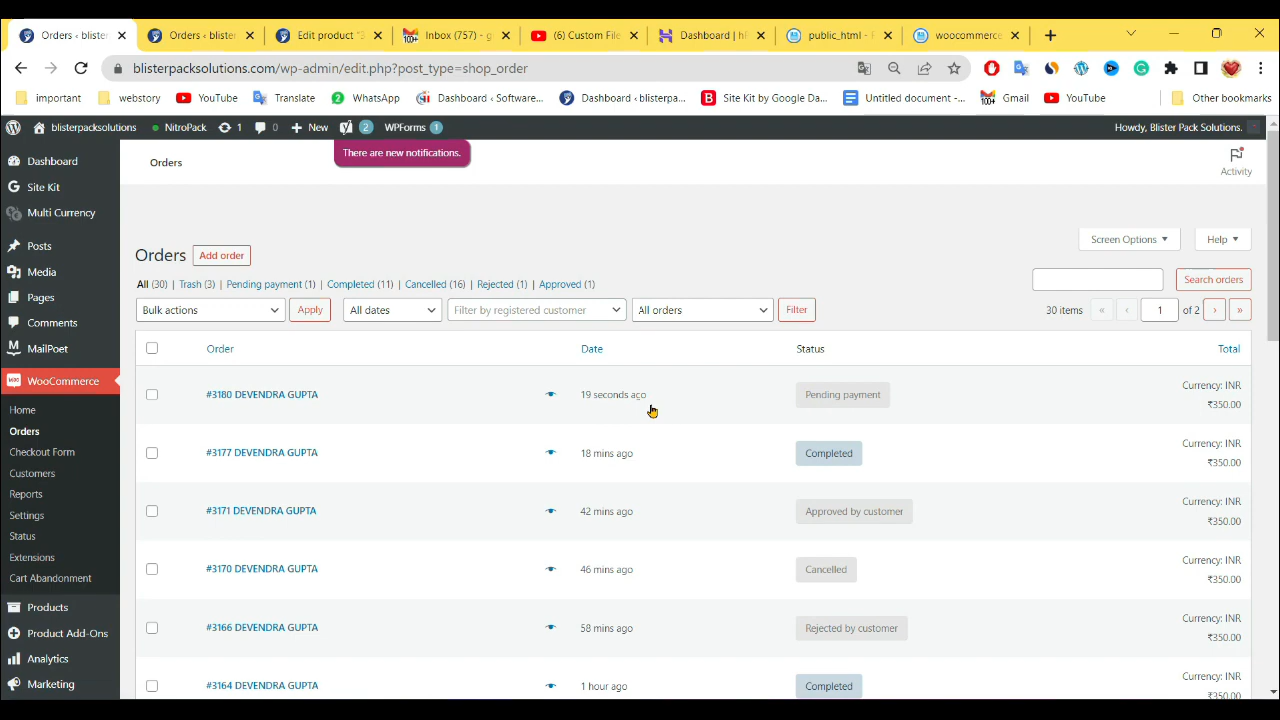 Orders ‹ blister
Orders ‹ blister
Edit product "3
Inbox (757) - g
(6) Custom File
Dashboard | hP
public_html - F
woocommerce
blisterpacksolutions.com/wp-admin/edit.php?post_type=shop_order
important
webstory
YouTube
Translate
WhatsApp
Dashboard ‹ Software...
Dashboard ‹ blisterpa...
Site Kit by Google Da...
Untitled document -...
Gmail
YouTube
Other bookmarks
blisterpacksolutions
NitroPack
1
0
New
2
WPForms 1
Howdy, Blister Pack Solutions.
There are new notifications.
Dashboard
Site Kit
Multi Currency
Posts
Media
Pages
Comments
MailPoet
WooCommerce
Home
Orders
Checkout Form
Customers
Reports
Settings
Status
Extensions
Cart Abandonment
Products
Product Add-Ons
Analytics
Marketing
Orders
Activity
Screen Options
Help
Orders
Add order
All (30) | Trash (3) | Pending payment (1) | Completed (11) | Cancelled (16) | Rejected (1) | Approved (1)
Search orders
Bulk actions
Apply
All dates
Filter by registered customer
All orders
Filter
30 items « ‹ 1 of 2 › »
Order Date Status Total
#3180 DEVENDRA GUPTA 19 seconds ago Pending payment Currency: INR
₹350.00
#3177 DEVENDRA GUPTA 18 mins ago Completed Currency: INR
₹350.00
#3171 DEVENDRA GUPTA 42 mins ago Approved by customer Currency: INR
₹350.00
#3170 DEVENDRA GUPTA 46 mins ago Cancelled Currency: INR
₹350.00
#3166 DEVENDRA GUPTA 58 mins ago Rejected by customer Currency: INR
₹350.00
#3164 DEVENDRA GUPTA 1 hour ago Completed Currency: INR
₹350.00